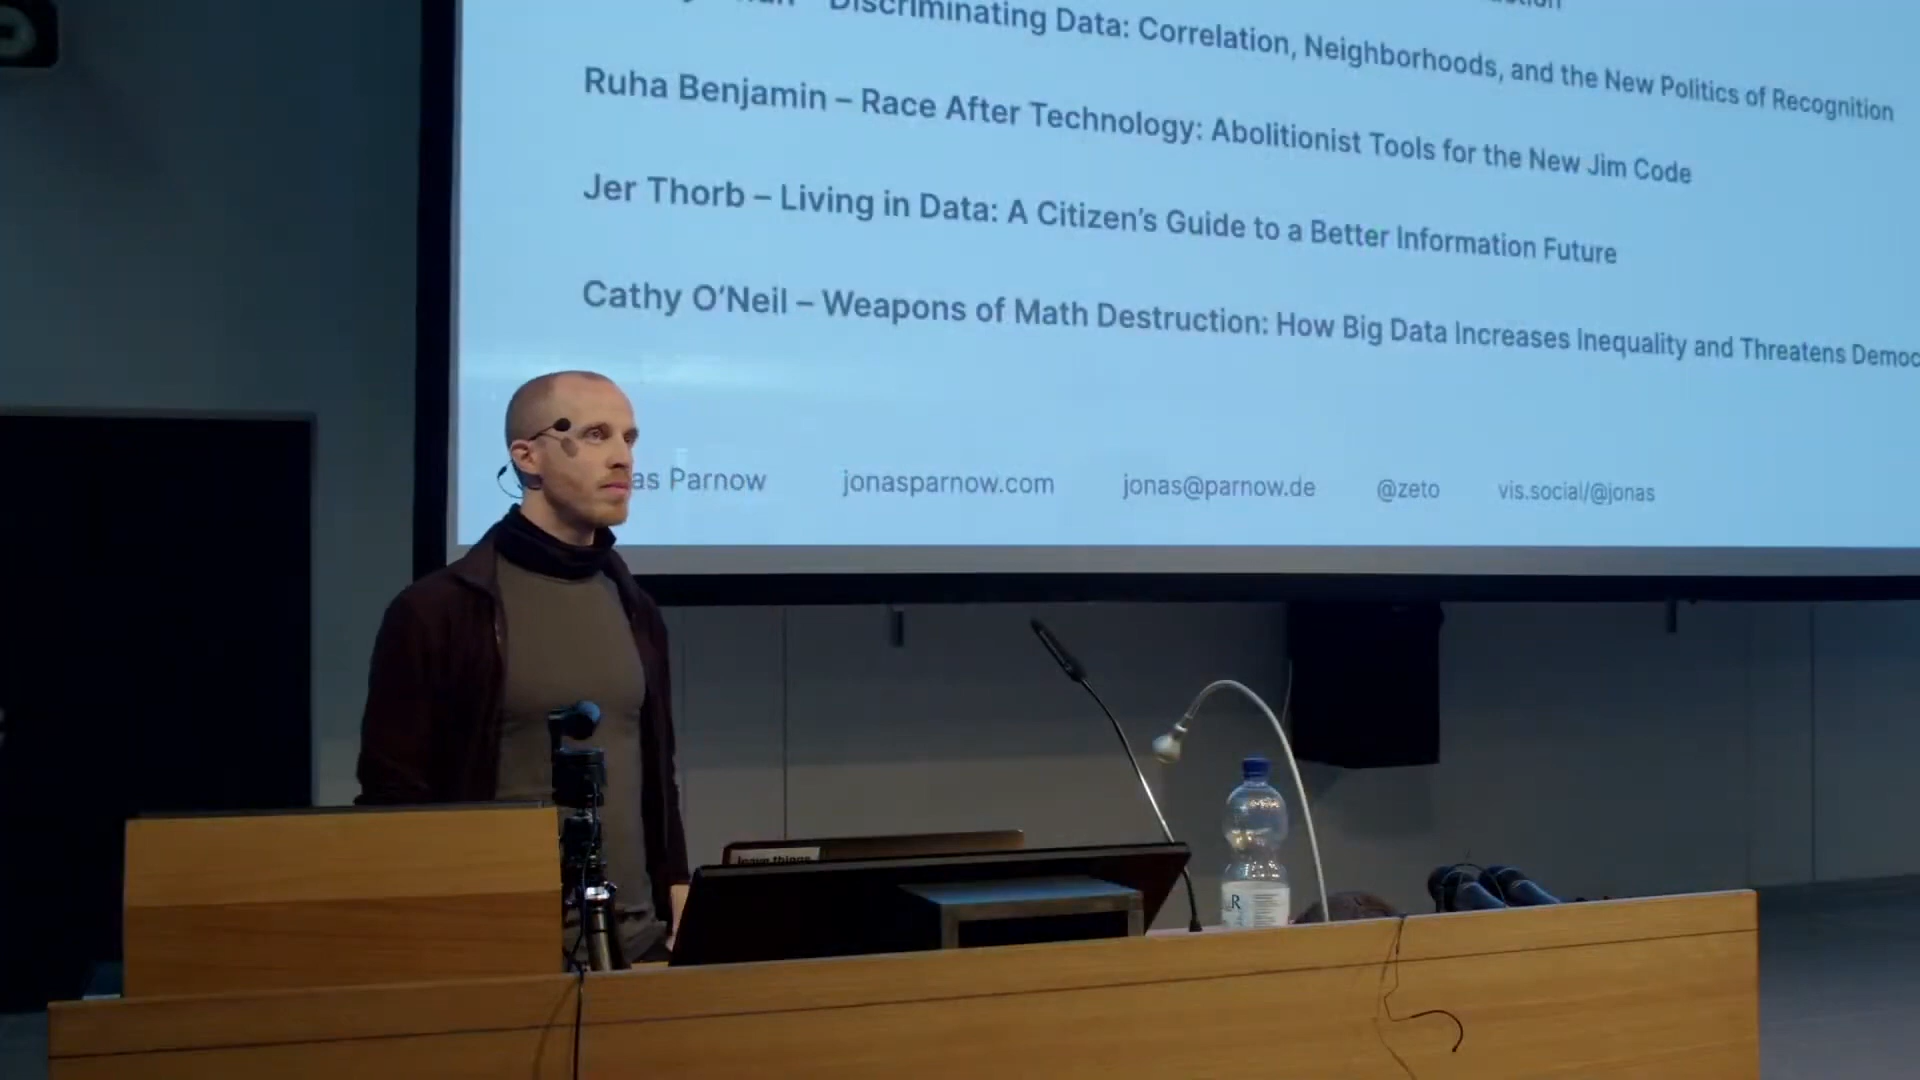 Discriminating Data: Correlation, Neighborhoods, and the New Politics of Recognition
Ruha Benjamin – Race After Technology: Abolitionist Tools for the New Jim Code
Jer Thorb – Living in Data: A Citizen’s Guide to a Better Information Future
Cathy O’Neil – Weapons of Math Destruction: How Big Data Increases Inequality and Threatens Democ
as Parnow jonasparnow.com jonas@parnow.de @zeto vis.social/@jonas
leave things
R